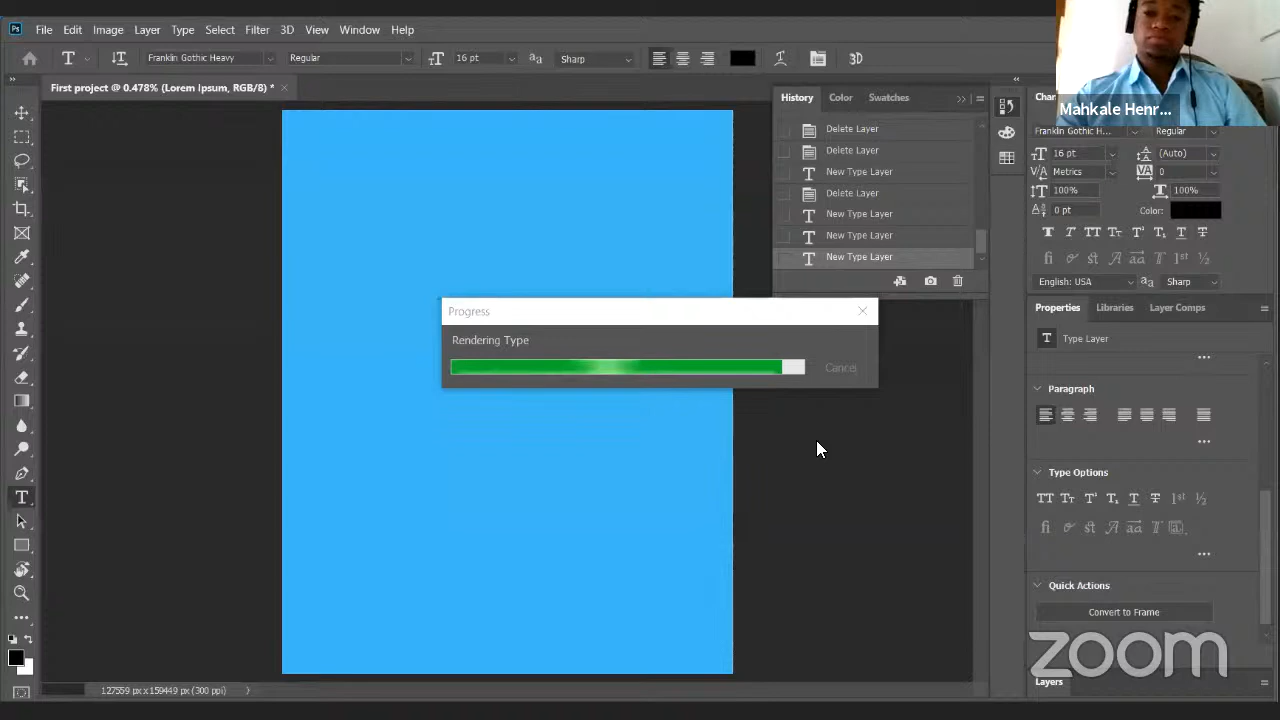 Ps File Edit Image Layer Type Select Filter 3D View Window Help
Franklin Gothic Heavy Regular 16 pt Sharp 3D
First project @ 0.478% (Lorem Ipsum, RGB/8) *
History Color Swatches
Delete Layer
Delete Layer
New Type Layer
Delete Layer
New Type Layer
New Type Layer
New Type Layer
Mahkale Henr...
Franklin Gothic H... Regular
16 pt (Auto)
Metrics 0
100% 100%
0 pt Color:
English: USA Sharp
Progress
Rendering Type
Cancel
Properties Libraries Layer Comps
Type Layer
Paragraph
Type Options
Quick Actions
Convert to Frame
zoom
Layers
127559 px x 159449 px (300 ppi)